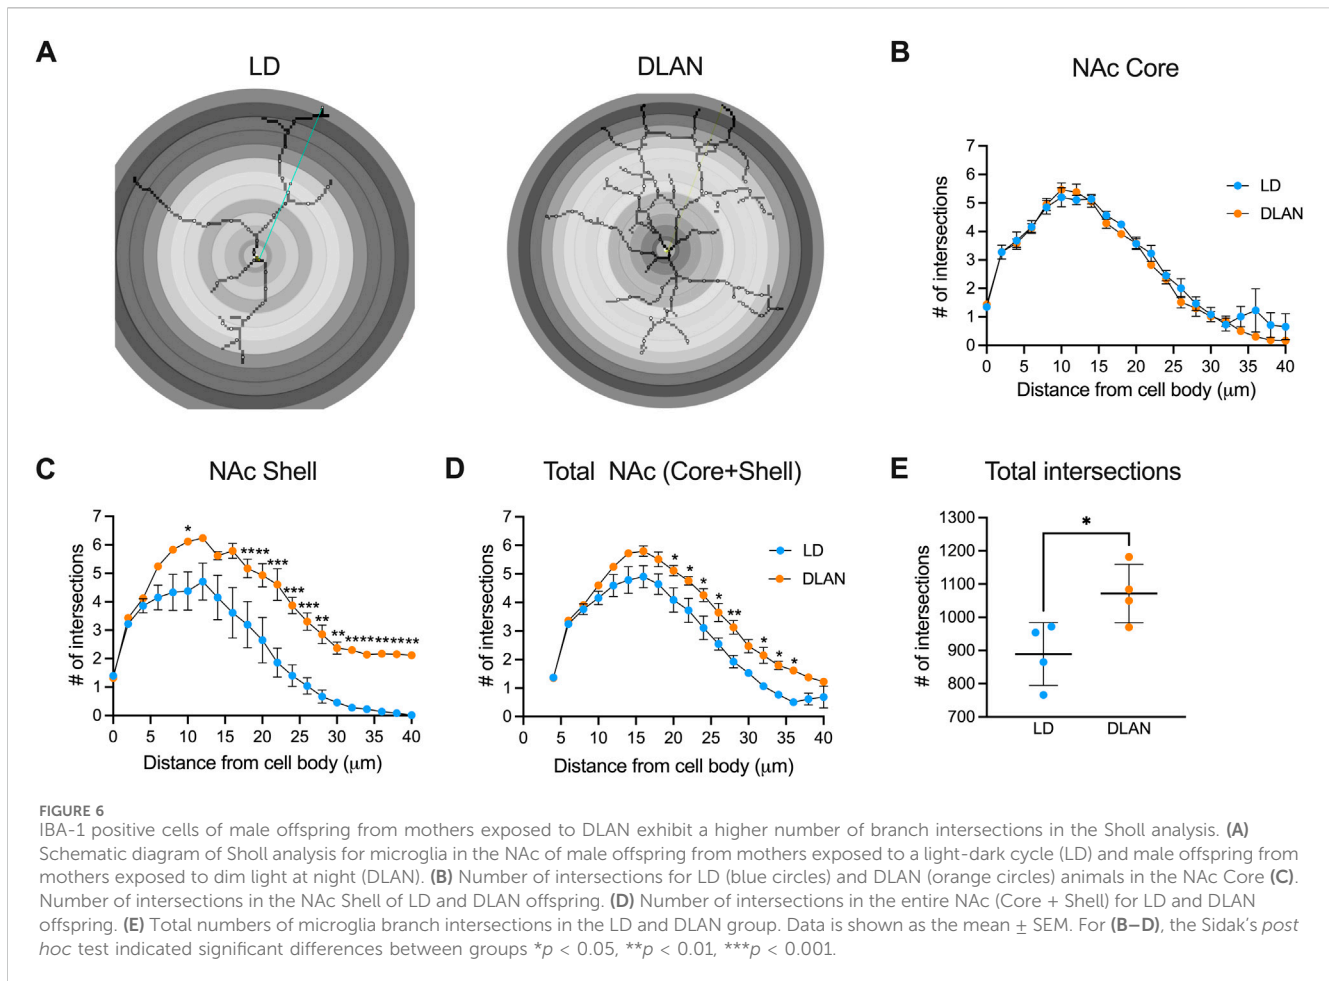 A
LD
DLAN
B
NAc Core
# of intersections
7
6
5
4
3
2
1
0
0 5 10 15 20 25 30 35 40
Distance from cell body (μm)
LD
DLAN
C
NAc Shell
# of intersections
7
6
5
4
3
2
1
0
* **** *** *** *** ** ** ************
0 5 10 15 20 25 30 35 40
Distance from cell body (μm)
D
Total NAc (Core+Shell)
# of intersections
7
6
5
4
3
2
1
0
* * * * ** * * *
0 5 10 15 20 25 30 35 40
Distance from cell body (μm)
LD
DLAN
E
Total intersections
# of intersections
1300
1200
1100
1000
900
800
700
*
LD DLAN
FIGURE 6
IBA-1 positive cells of male offspring from mothers exposed to DLAN exhibit a higher number of branch intersections in the Sholl analysis. (A)
Schematic diagram of Sholl analysis for microglia in the NAc of male offspring from mothers exposed to a light-dark cycle (LD) and male offspring from
mothers exposed to dim light at night (DLAN). (B) Number of intersections for LD (blue circles) and DLAN (orange circles) animals in the NAc Core (C).
Number of intersections in the NAc Shell of LD and DLAN offspring. (D) Number of intersections in the entire NAc (Core + Shell) for LD and DLAN
offspring. (E) Total numbers of microglia branch intersections in the LD and DLAN group. Data is shown as the mean ± SEM. For (B–D), the Sidak's post
hoc test indicated significant differences between groups *p < 0.05, **p < 0.01, ***p < 0.001.